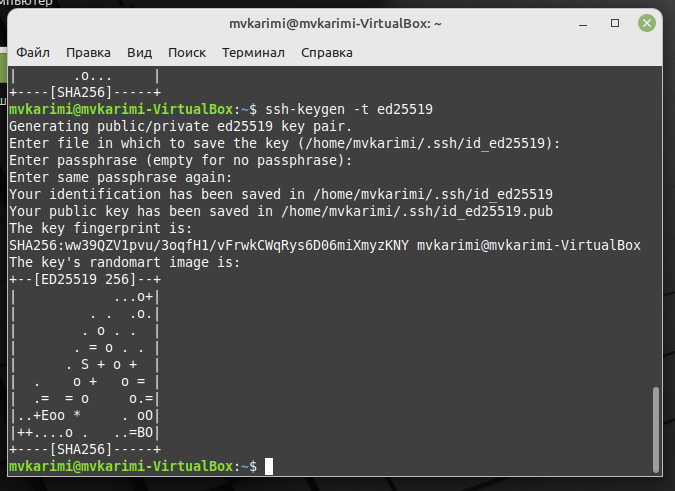 мпьютер
mvkarimi@mvkarimi-VirtualBox: ~
Файл Правка Вид Поиск Терминал Справка
|       .o...     |
+----[SHA256]-----+
mvkarimi@mvkarimi-VirtualBox:~$ ssh-keygen -t ed25519
Generating public/private ed25519 key pair.
Enter file in which to save the key (/home/mvkarimi/.ssh/id_ed25519):
Enter passphrase (empty for no passphrase):
Enter same passphrase again:
Your identification has been saved in /home/mvkarimi/.ssh/id_ed25519
Your public key has been saved in /home/mvkarimi/.ssh/id_ed25519.pub
The key fingerprint is:
SHA256:ww39QZV1pvu/3oqfH1/vFrwkCWqRys6D06miXmyzKNY mvkarimi@mvkarimi-VirtualBox
The key's randomart image is:
+--[ED25519 256]--+
|            ...o+|
|         . .  .o.|
|        . o . .  |
|       . = o . . |
|      . S + o +  |
|  .    o +   o = |
|  .=  = o     o.=|
|..+Eoo *     . oO|
|++....o .   ..=BO|
+----[SHA256]-----+
mvkarimi@mvkarimi-VirtualBox:~$